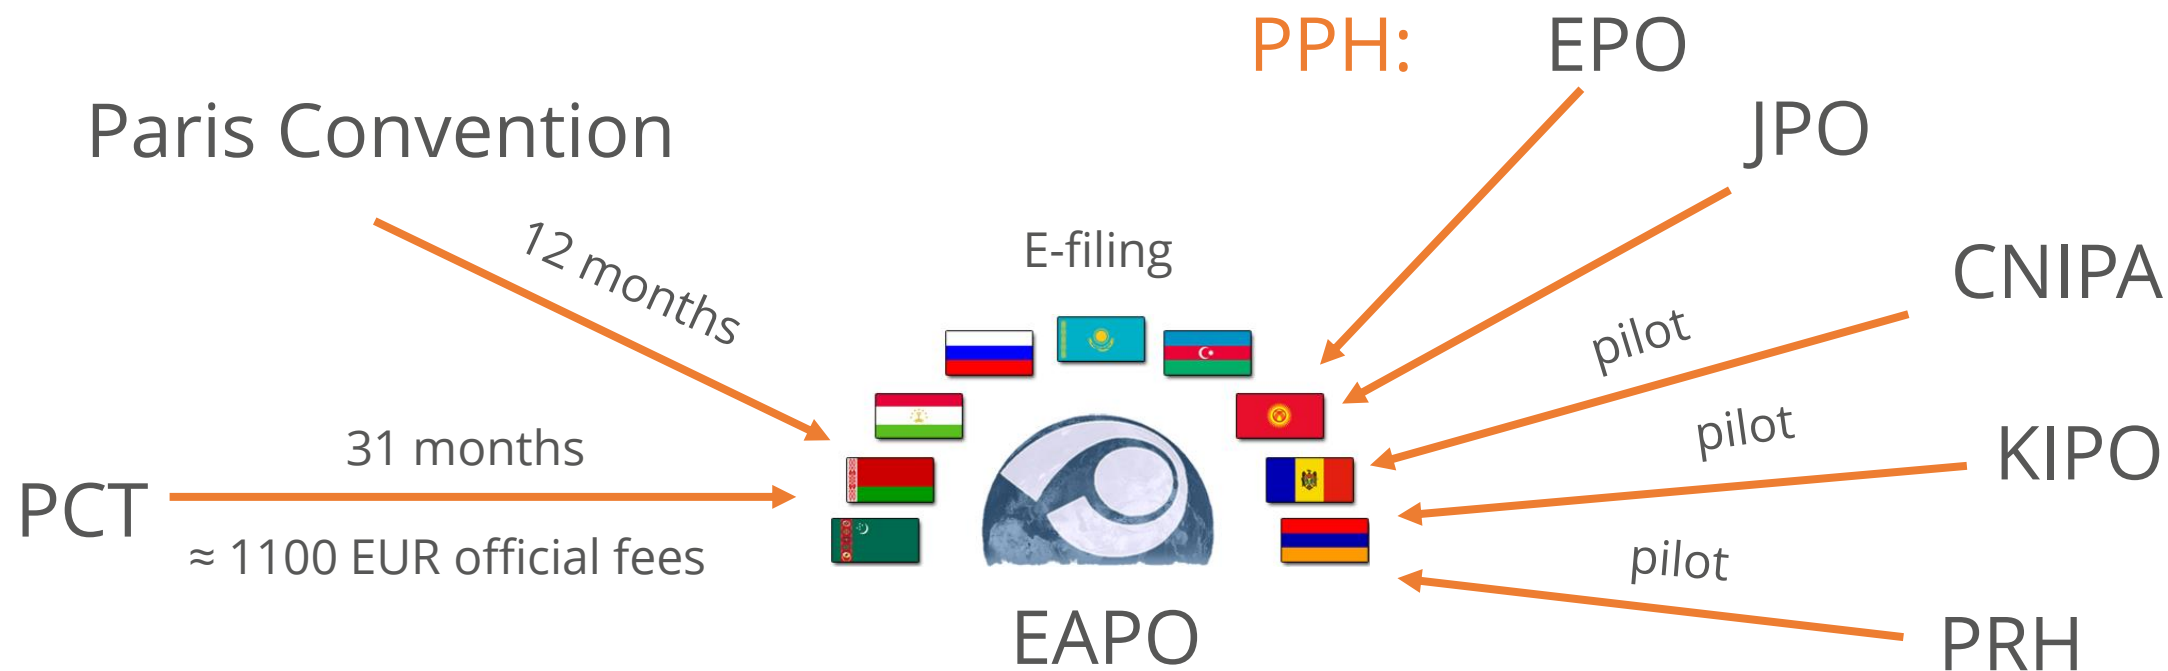 PPH:
EPO
JPO
Paris Convention
12 months
E-filing
CNIPA
pilot
31 months
pilot
KIPO
PCT
≈ 1100 EUR official fees
pilot
EAPO
PRH